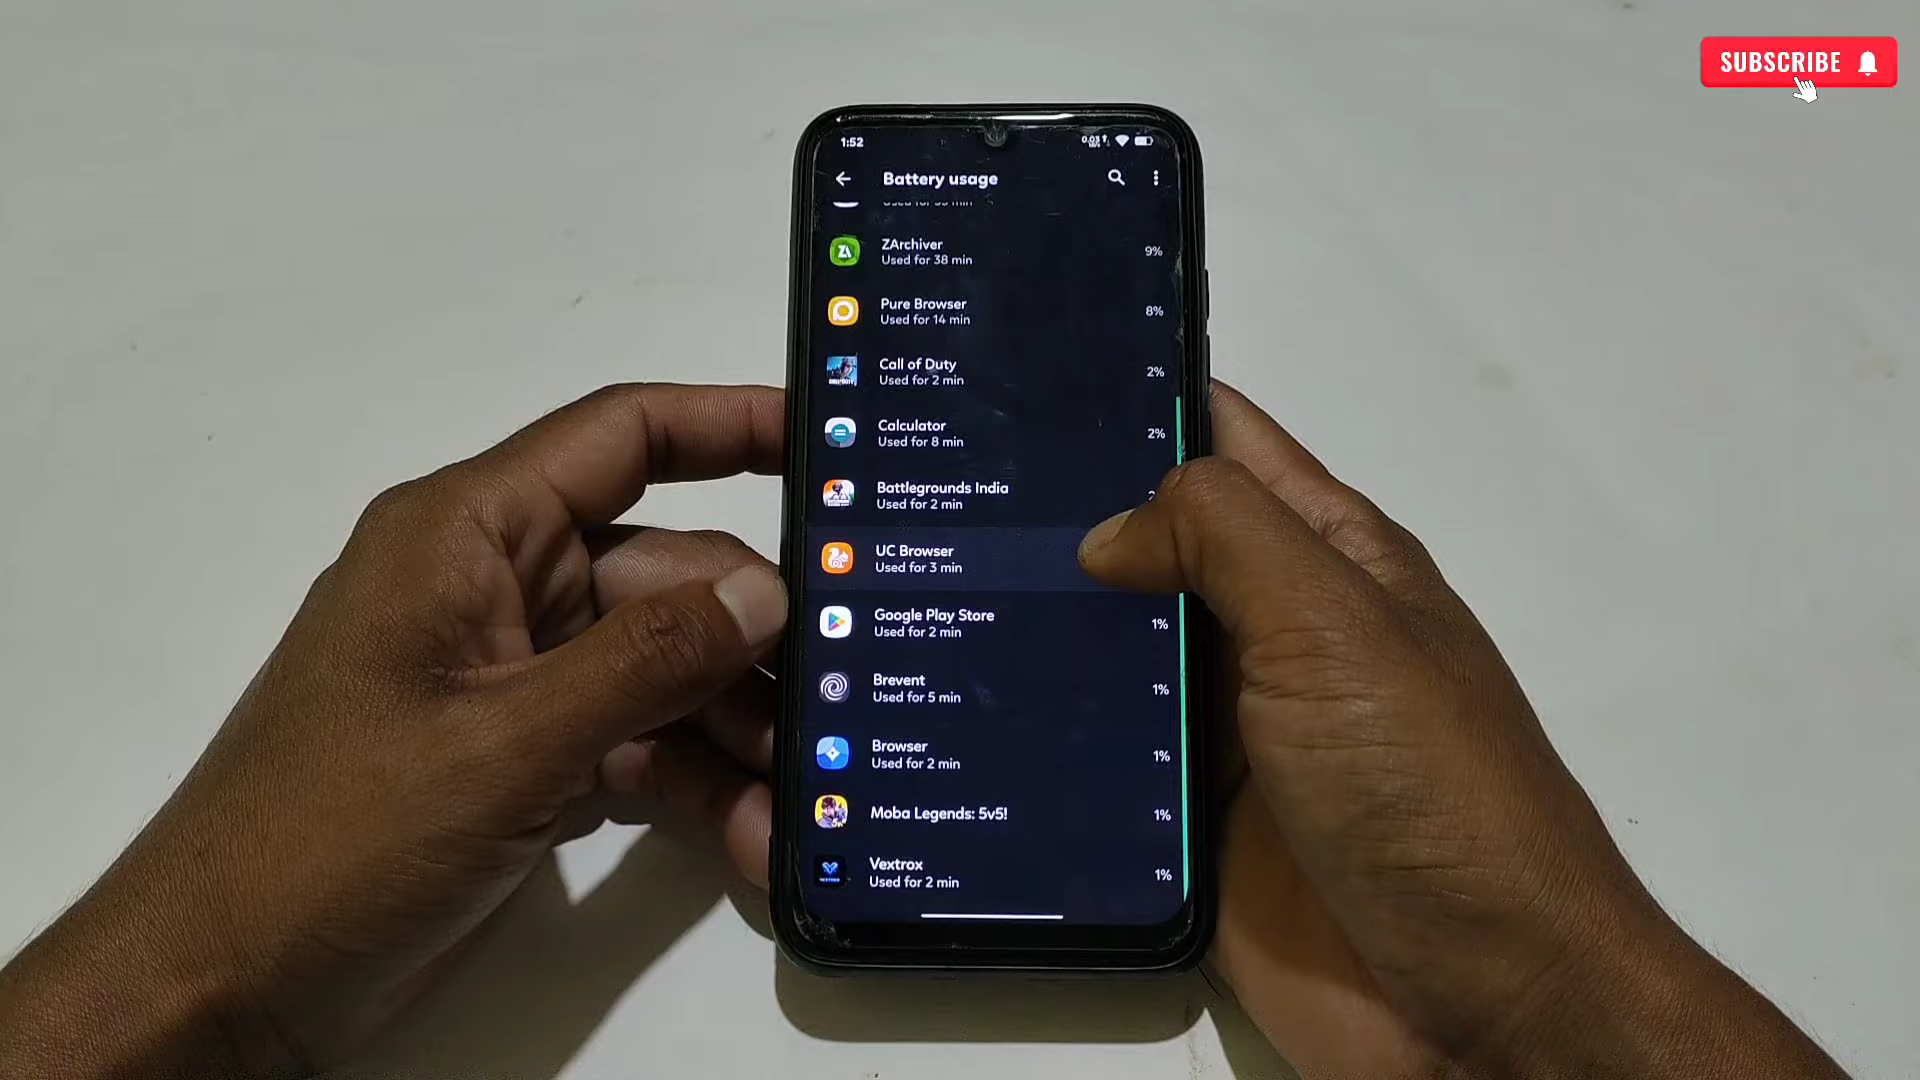 SUBSCRIBE
1:52
Battery usage
ZArchiver
Used for 38 min
9%
Pure Browser
Used for 14 min
8%
Call of Duty
Used for 2 min
2%
Calculator
Used for 8 min
2%
Battlegrounds India
Used for 2 min
UC Browser
Used for 3 min
Google Play Store
Used for 2 min
1%
Brevent
Used for 5 min
1%
Browser
Used for 2 min
1%
Moba Legends: 5v5!
1%
Vextrox
Used for 2 min
1%